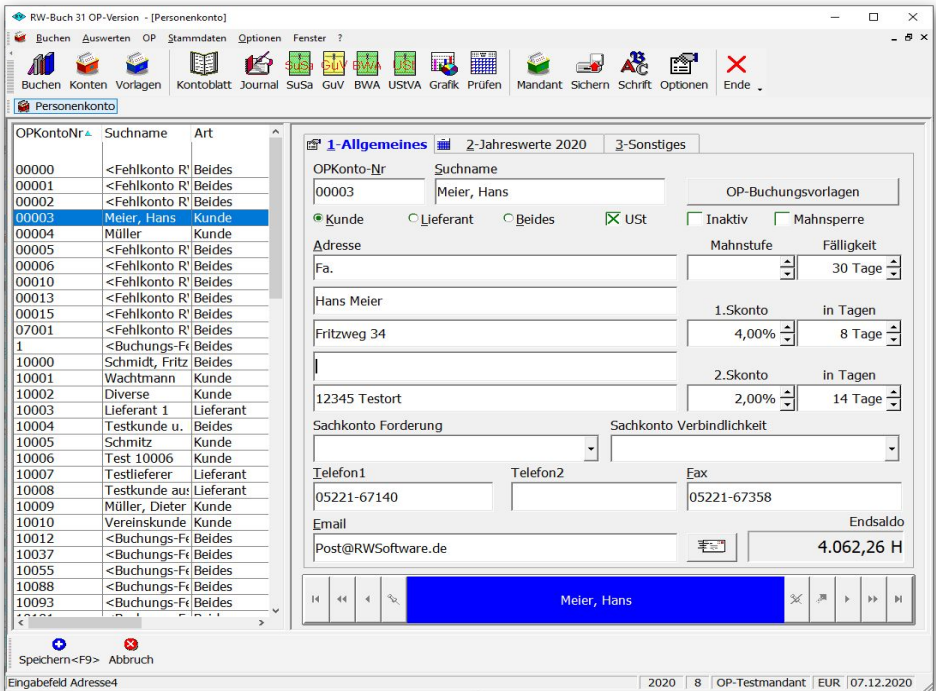 RW-Buch 31 OP-Version - [Personenkonto]
Buchen Auswerten OP Stammdaten Optionen Fenster ?
SuSa GuV BWA USt
Buchen Konten Vorlagen Kontoblatt Journal SuSa GuV BWA UStVA Grafik Prüfen Mandant Sichern Schrift Optionen Ende
Personenkonto
OPKontoNr Suchname Art
00000 <Fehlkonto R Beides
00001 <Fehlkonto R Beides
00002 <Fehlkonto R Beides
00003 Meier, Hans Kunde
00004 Müller Kunde
00005 <Fehlkonto R Beides
00006 <Fehlkonto R Beides
00010 <Fehlkonto R Beides
00013 <Fehlkonto R Beides
00015 <Fehlkonto R Beides
07001 <Fehlkonto R Beides
1 <Buchungs-Fe Beides
10000 Schmidt, Fritz Beides
10001 Wachtmann Kunde
10002 Diverse Kunde
10003 Lieferant 1 Lieferant
10004 Testkunde u. Beides
10005 Schmitz Kunde
10006 Test 10006 Kunde
10007 Testlieferer Lieferant
10008 Testkunde aus Lieferant
10009 Müller, Dieter Kunde
10010 Vereinskunde Kunde
10012 <Buchungs-Fe Beides
10037 <Buchungs-Fe Beides
10055 <Buchungs-Fe Beides
10088 <Buchungs-Fe Beides
10093 <Buchungs-Fe Beides
1-Allgemeines 2-Jahreswerte 2020 3-Sonstiges
OPKonto-Nr Suchname
00003 Meier, Hans OP-Buchungsvorlagen
Kunde Lieferant Beides USt Inaktiv Mahnsperre
Adresse Mahnstufe Fälligkeit
Fa. 30 Tage
Hans Meier
1.Skonto in Tagen
Fritzweg 34 4,00% 8 Tage
2.Skonto in Tagen
12345 Testort 2,00% 14 Tage
Sachkonto Forderung Sachkonto Verbindlichkeit
Telefon1 Telefon2 Fax
05221-67140 05221-67358
Email Endsaldo
Post@RWSoftware.de 4.062,26 H
Meier, Hans
Speichern<F9> Abbruch
Eingabefeld Adresse4 2020 8 OP-Testmandant EUR 07.12.2020